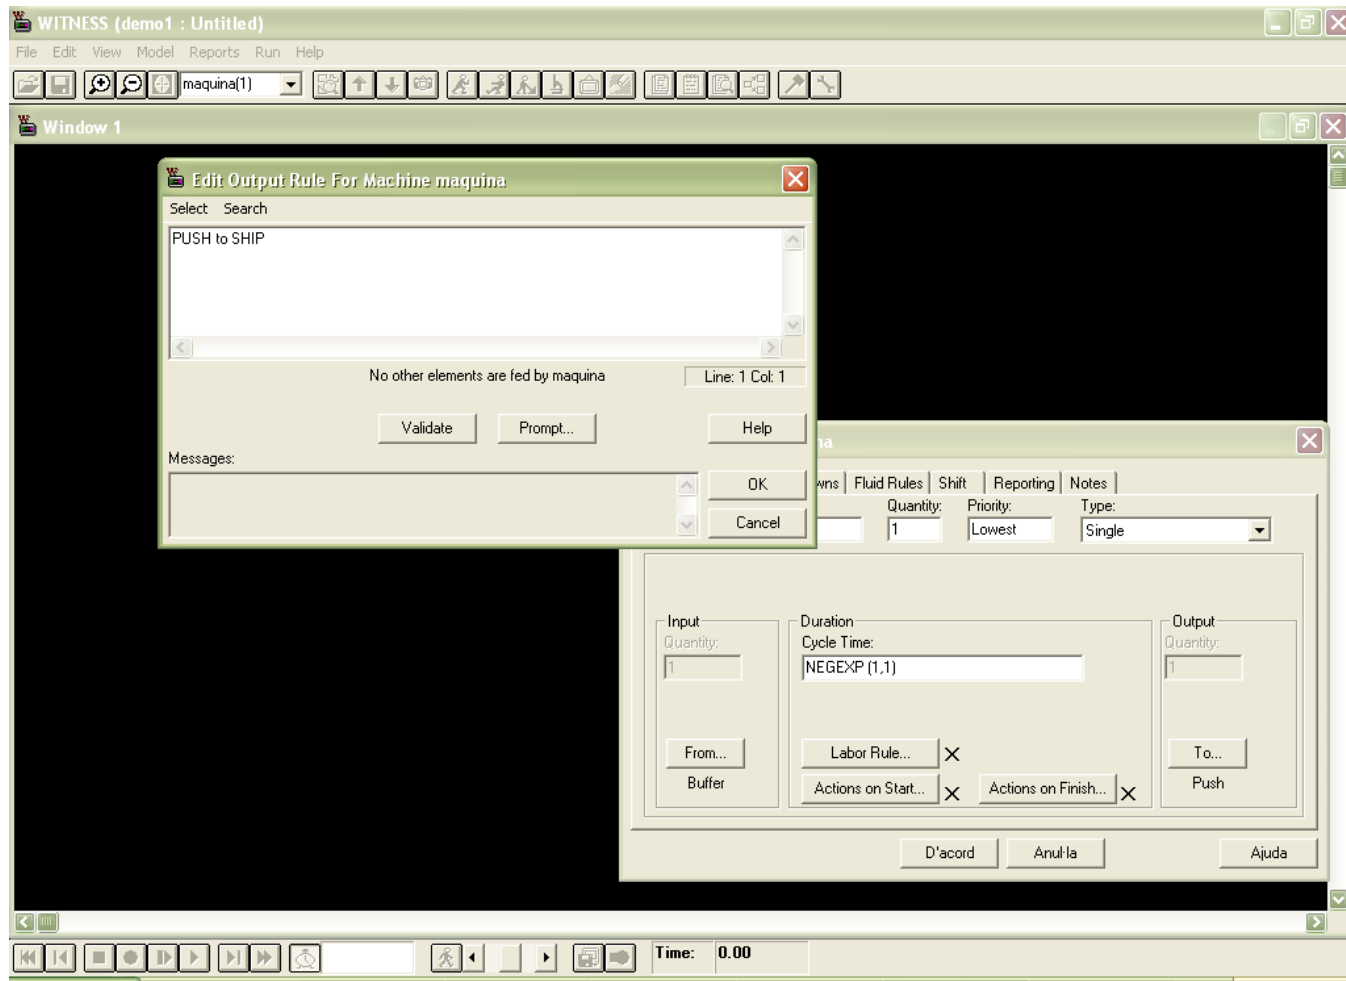 WITNESS (demo1 : Untitled)
File Edit View Model Reports Run Help
maquina(1)
Window 1
Edit Output Rule For Machine maquina
Select Search
PUSH to SHIP
No other elements are fed by maquina
Line: 1 Col: 1
Validate Prompt... Help
Messages:
OK
Cancel
Fluid Rules Shift Reporting Notes
Quantity: Priority: Type:
1 Lowest Single
Input Duration Output
Quantity: Cycle Time: Quantity:
1 NEGEXP (1,1) 1
From... Labor Rule... To...
Buffer Actions on Start... Actions on Finish... Push
D'acord Anul·la Ajuda
Time: 0.00